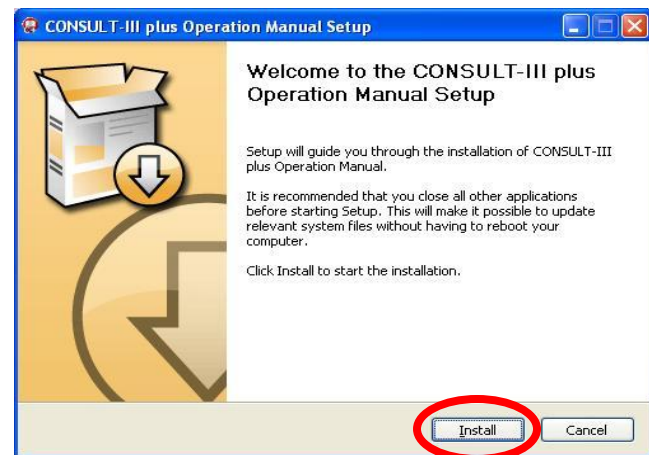 CONSULT-III plus Operation Manual Setup
Welcome to the CONSULT-III plus
Operation Manual Setup
Setup will guide you through the installation of CONSULT-III
plus Operation Manual.
It is recommended that you close all other applications
before starting Setup. This will make it possible to update
relevant system files without having to reboot your
computer.
Click Install to start the installation.
Install
Cancel